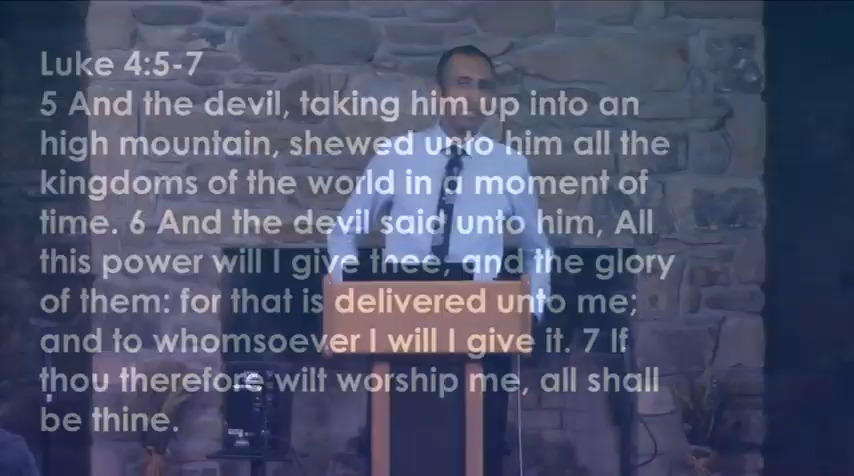 Luke 4:5-7
5 And the devil, taking him up into an
high mountain, shewed unto him all the
kingdoms of the world in a moment of
time. 6 And the devil said unto him, All
this power will I give thee, and the glory
of them: for that is delivered unto me;
and to whomsoever I will I give it. 7 If
thou therefore wilt worship me, all shall
be thine.